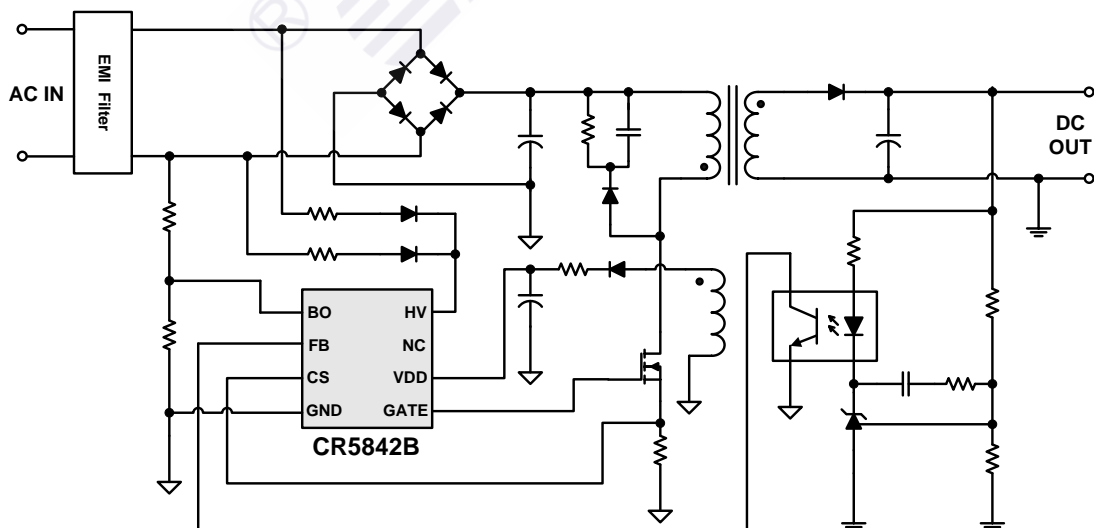 AC IN
EMI Filter
DC
OUT
BO
HV
FB
NC
CS
VDD
GND
GATE
CR5842B
®